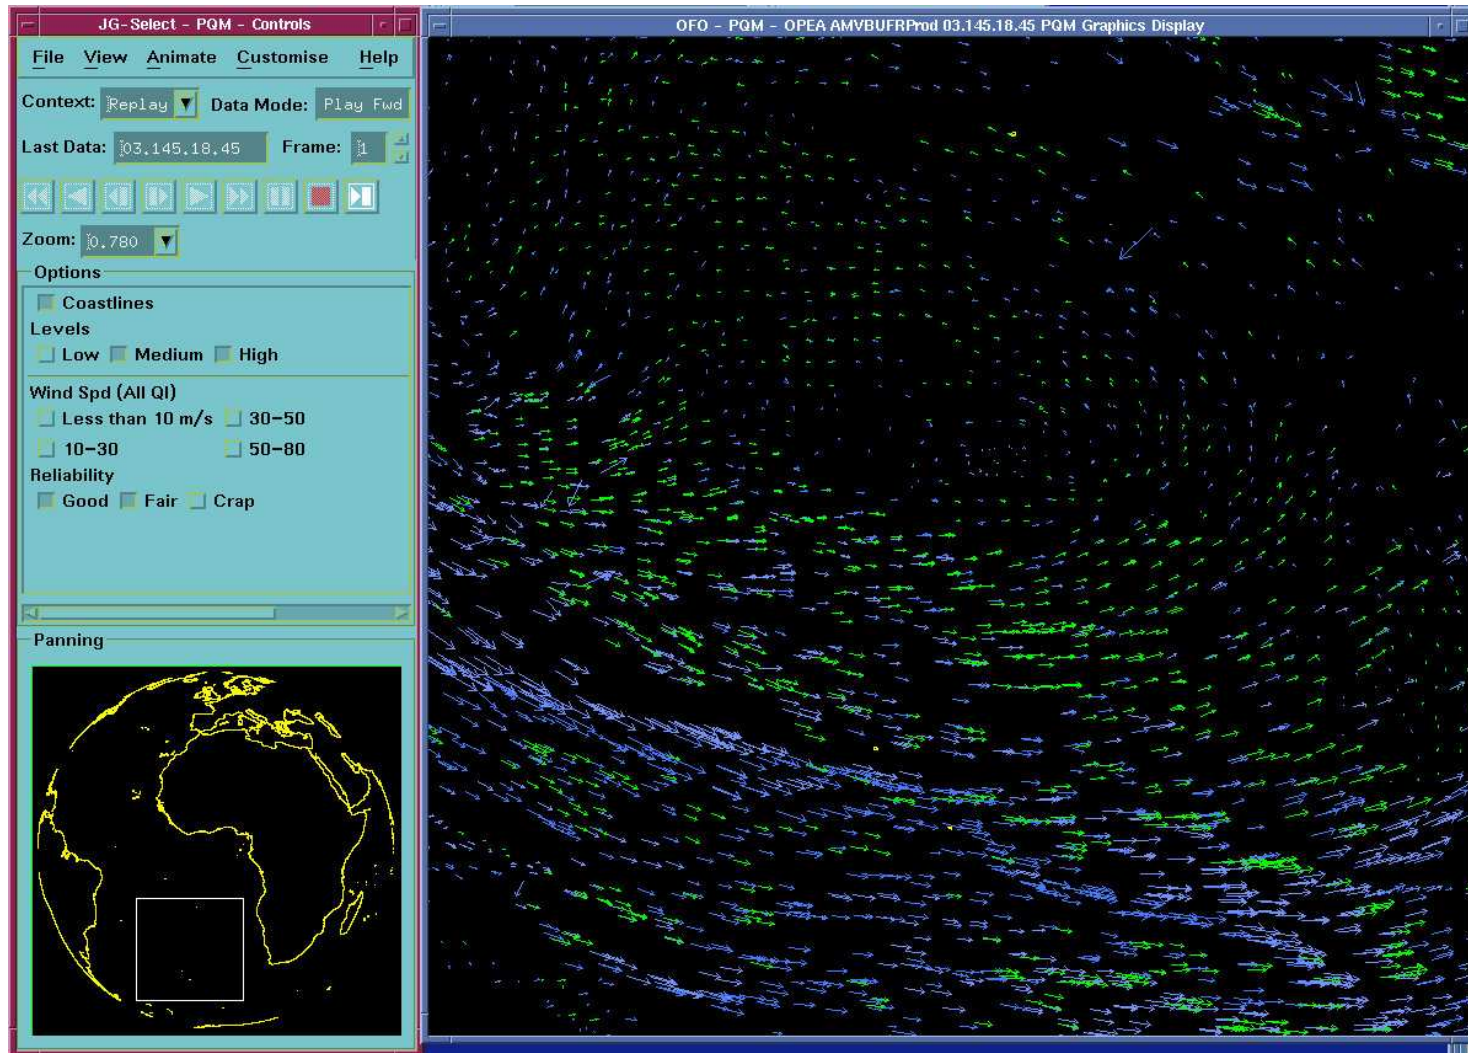 JG-Select - PQM - Controls
File View Animate Customise Help
Context: Replay Data Mode: Play Fwd
Last Data: 03.145.18.45 Frame: 1
Zoom: 0.780
Options
Coastlines
Levels
Low Medium High
Wind Spd (All QI)
Less than 10 m/s 30-50
10-30 50-80
Reliability
Good Fair Crap
Panning
OFO - PQM - OPEA AMVBUFRProd 03.145.18.45 PQM Graphics Display